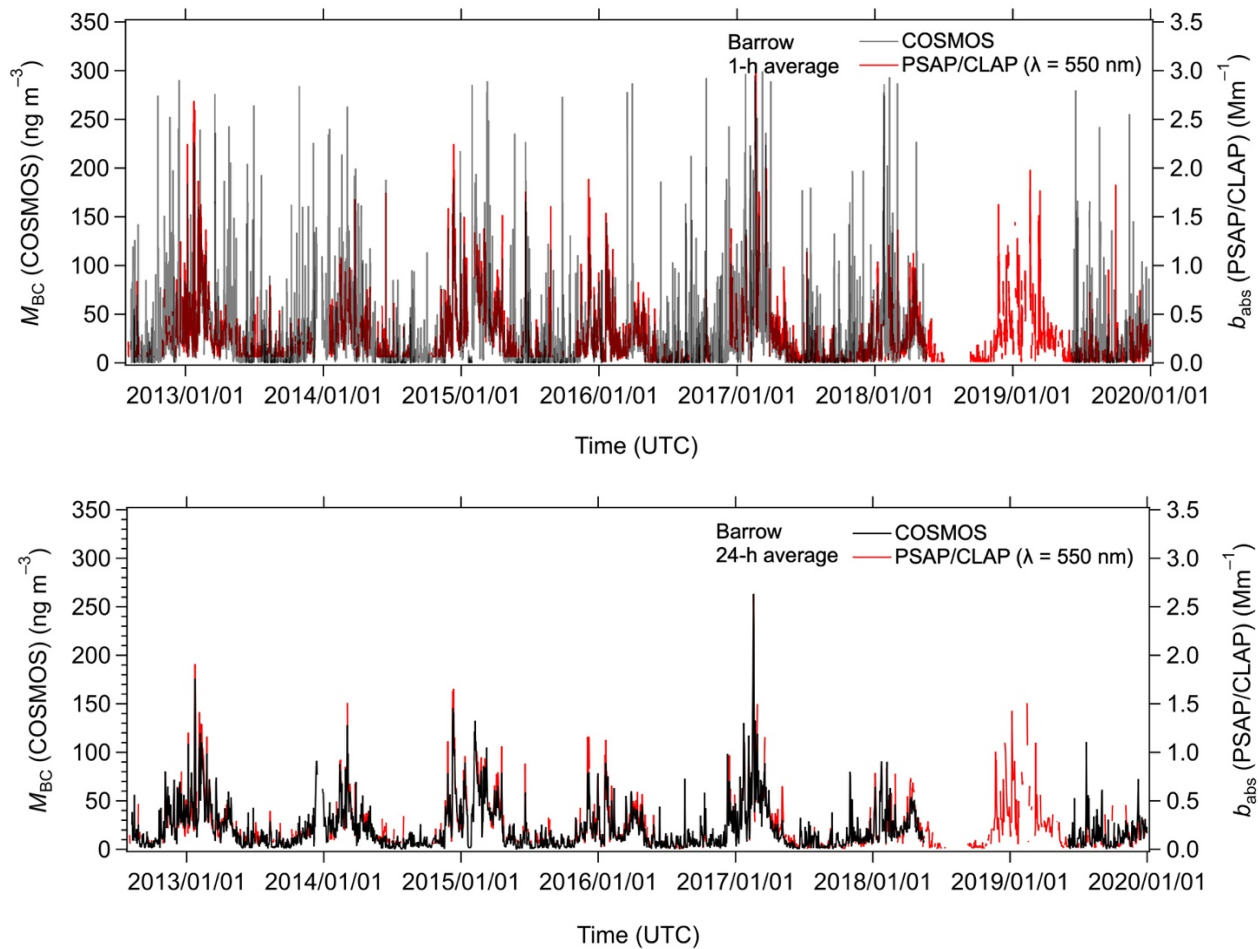 350
300
250
200
150
100
50
0
M_BC (COSMOS) (ng m⁻³)
Barrow
1-h average
COSMOS
PSAP/CLAP (λ = 550 nm)
3.5
3.0
2.5
2.0
1.5
1.0
0.5
0.0
b_abs (PSAP/CLAP) (Mm⁻¹)
2013/01/01 2014/01/01 2015/01/01 2016/01/01 2017/01/01 2018/01/01 2019/01/01 2020/01/01
Time (UTC)
350
300
250
200
150
100
50
0
M_BC (COSMOS) (ng m⁻³)
Barrow
24-h average
COSMOS
PSAP/CLAP (λ = 550 nm)
3.5
3.0
2.5
2.0
1.5
1.0
0.5
0.0
b_abs (PSAP/CLAP) (Mm⁻¹)
2013/01/01 2014/01/01 2015/01/01 2016/01/01 2017/01/01 2018/01/01 2019/01/01 2020/01/01
Time (UTC)